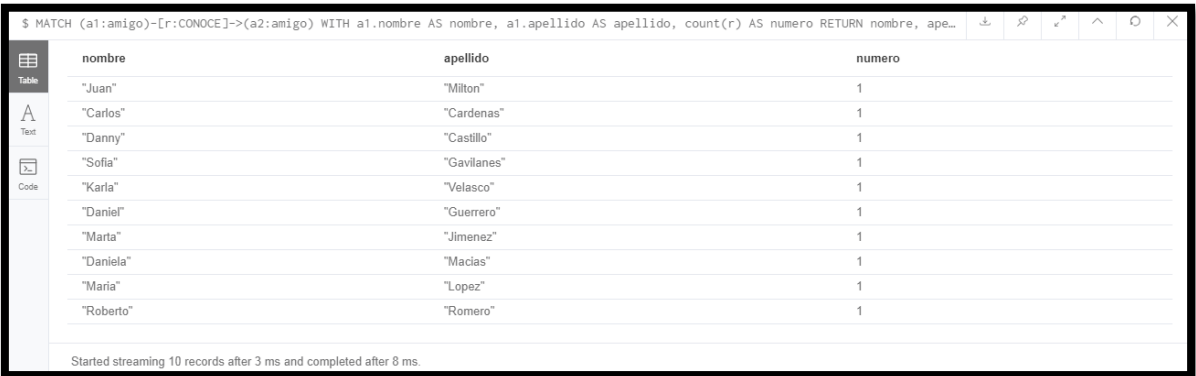 $ MATCH (a1:amigo)-[r:CONOCE]->(a2:amigo) WITH a1.nombre AS nombre, a1.apellido AS apellido, count(r) AS numero RETURN nombre, ape…
Table
Text
Code
nombre apellido numero
"Juan" "Milton" 1
"Carlos" "Cardenas" 1
"Danny" "Castillo" 1
"Sofia" "Gavilanes" 1
"Karla" "Velasco" 1
"Daniel" "Guerrero" 1
"Marta" "Jimenez" 1
"Daniela" "Macias" 1
"Maria" "Lopez" 1
"Roberto" "Romero" 1
Started streaming 10 records after 3 ms and completed after 8 ms.